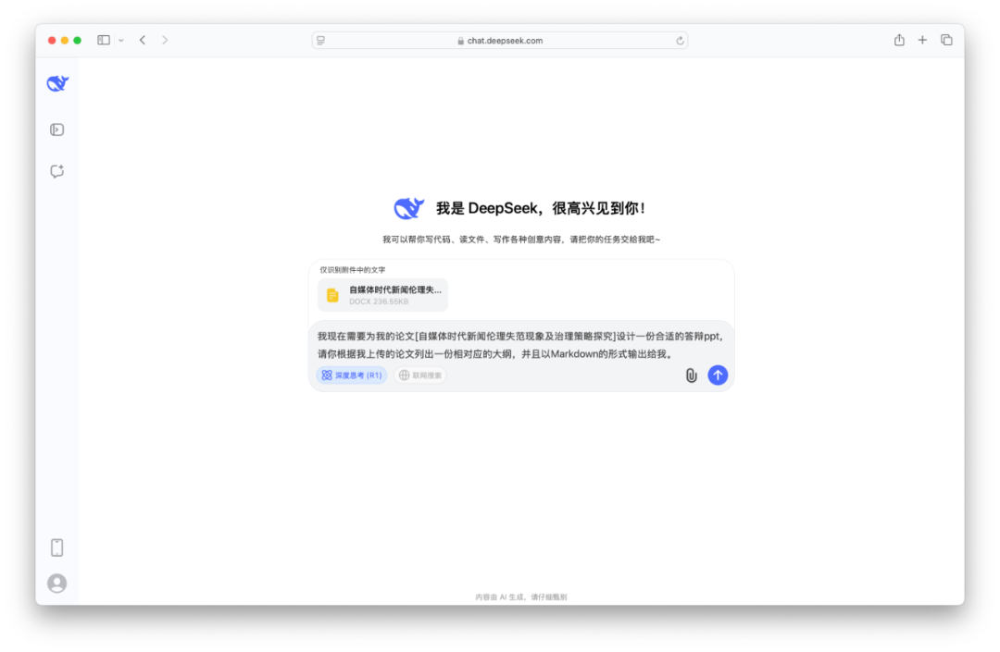 chat.deepseek.com
我是 DeepSeek，很高兴见到你！
我可以帮你写代码、读文件、写作各种创意内容，请把你的任务交给我吧~
仅识别附件中的文字
自媒体时代新闻伦理失...
DOCX 236.55KB
我现在需要为我的论文[自媒体时代新闻伦理失范现象及治理策略探究]设计一份合适的答辩ppt，
请你根据我上传的论文列出一份相对应的大纲，并且以Markdown的形式输出给我。
深度思考 (R1)
联网搜索
内容由 AI 生成，请仔细甄别